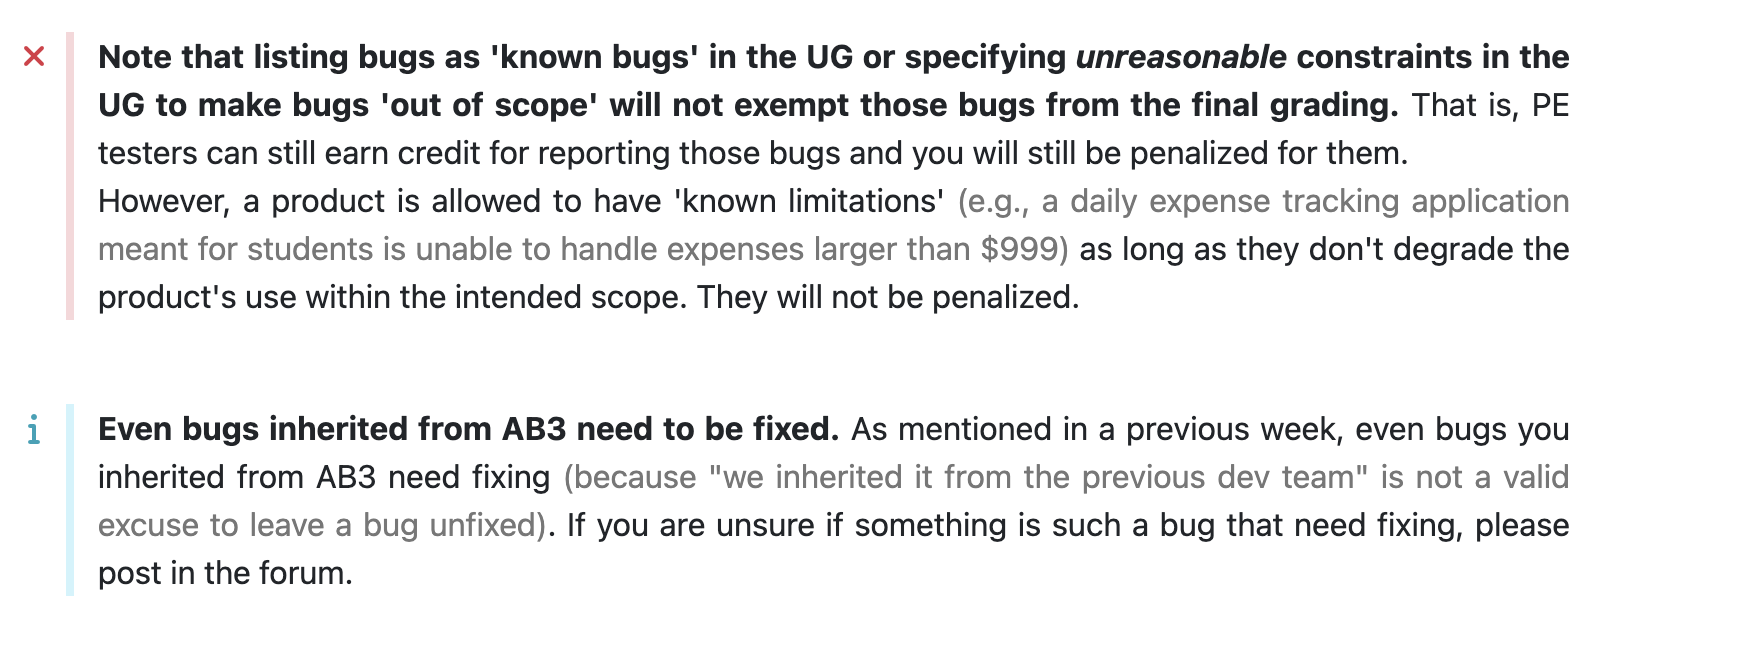 Note that listing bugs as 'known bugs' in the UG or specifying unreasonable constraints in the
UG to make bugs 'out of scope' will not exempt those bugs from the final grading. That is, PE
testers can still earn credit for reporting those bugs and you will still be penalized for them.
However, a product is allowed to have 'known limitations' (e.g., a daily expense tracking application
meant for students is unable to handle expenses larger than $999) as long as they don't degrade the
product's use within the intended scope. They will not be penalized.
Even bugs inherited from AB3 need to be fixed. As mentioned in a previous week, even bugs you
inherited from AB3 need fixing (because "we inherited it from the previous dev team" is not a valid
excuse to leave a bug unfixed). If you are unsure if something is such a bug that need fixing, please
post in the forum.